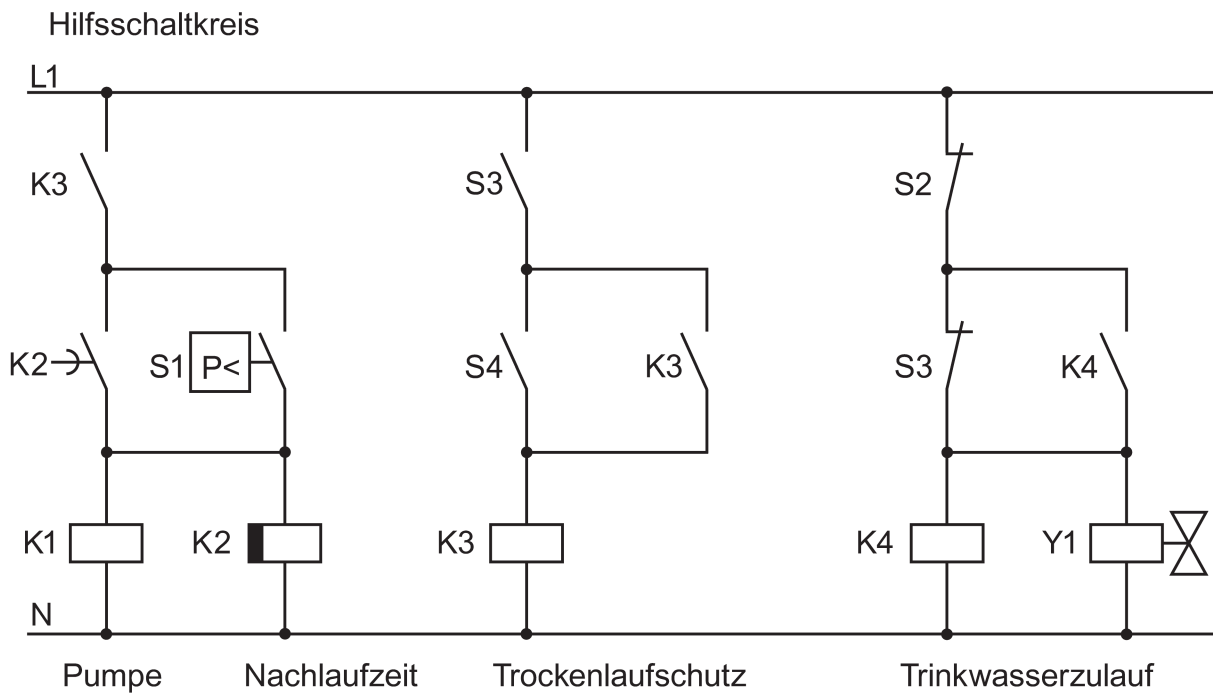 Hilfsschaltkreis
L1
K3
S3
S2
K2
S1
P<
S4
K3
S3
K4
K1
K2
K3
K4
Y1
N
Pumpe
Nachlaufzeit
Trockenlaufschutz
Trinkwasserzulauf